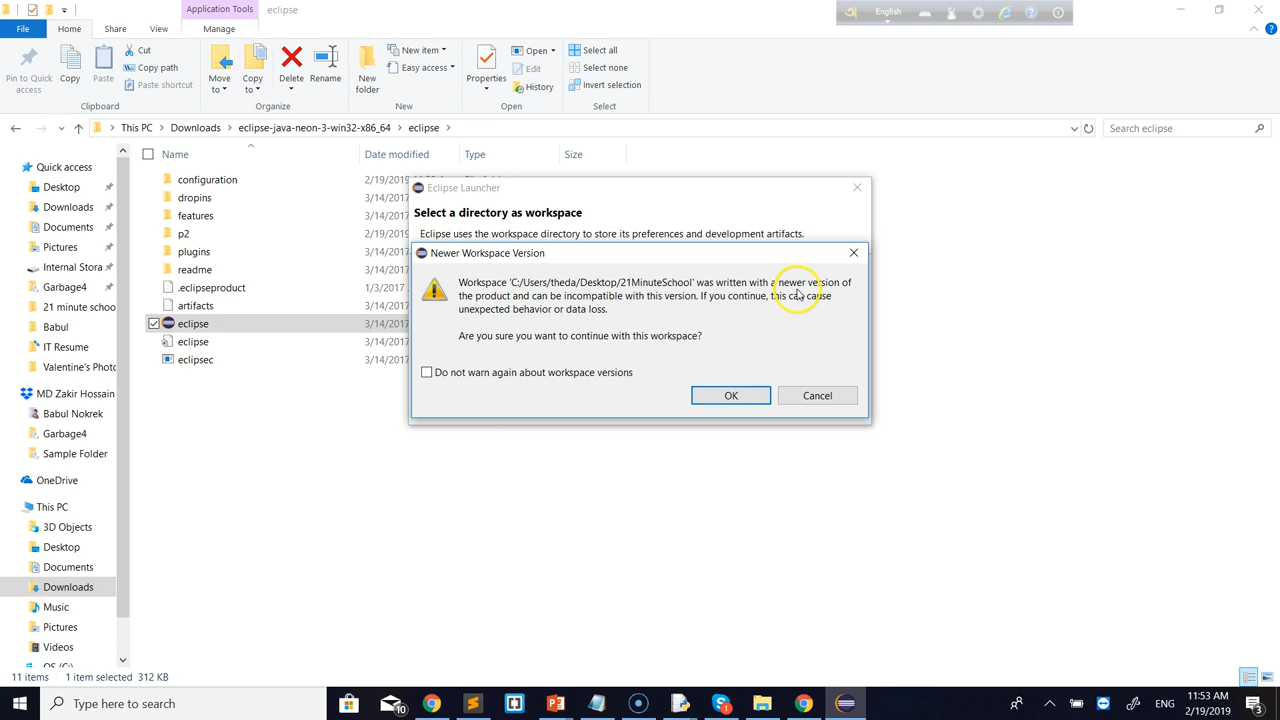 Application Tools
eclipse
English
File
Home
Share
View
Manage
Pin to Quick access
Copy
Paste
Cut
Copy path
Paste shortcut
Clipboard
Move to
Copy to
Delete
Rename
Organize
New folder
New item
Easy access
New
Properties
Open
Edit
History
Open
Select all
Select none
Invert selection
Select
This PC
Downloads
eclipse-java-neon-3-win32-x86_64
eclipse
Search eclipse
Name
Date modified
Type
Size
Quick access
Desktop
Downloads
Documents
Pictures
Internal Stora
Garbage4
21 minute schoo
Babul
IT Resume
Valentine's Phot
MD Zakir Hossain
Babul Nokrek
Garbage4
Sample Folder
OneDrive
This PC
3D Objects
Desktop
Documents
Downloads
Music
Pictures
Videos
OS (C:)
configuration 2/19/2019
dropins 3/14/2017
features 3/14/2017
p2 3/14/2017
plugins 3/14/2017
readme 3/14/2017
.eclipseproduct 1/3/2017
artifacts 3/14/2017
eclipse 3/14/2017
eclipse 3/14/2017
eclipsec 3/14/2017
Eclipse Launcher
Select a directory as workspace
Eclipse uses the workspace directory to store its preferences and development artifacts.
Newer Workspace Version
Workspace 'C:/Users/theda/Desktop/21MinuteSchool' was written with a newer version of
the product and can be incompatible with this version. If you continue, this can cause
unexpected behavior or data loss.
Are you sure you want to continue with this workspace?
Do not warn again about workspace versions
OK
Cancel
11 items
1 item selected 312 KB
Type here to search
10
ENG
11:53 AM
2/19/2019
3